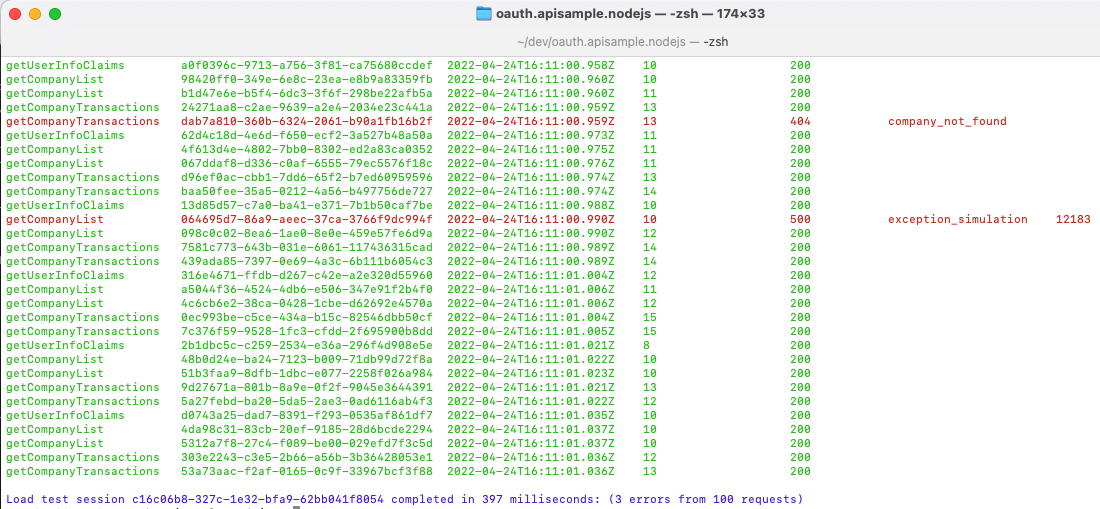 oauth.apisample.nodejs — -zsh — 174×33
~/dev/oauth.apisample.nodejs — -zsh
getUserInfoClaims a0f0396c-9713-a756-3f81-ca75680ccdef 2022-04-24T16:11:00.958Z 10 200
getCompanyList 98420ff0-349e-6e8c-23ea-e8b9a83359fb 2022-04-24T16:11:00.960Z 10 200
getCompanyList b1d47e6e-b5f4-6dc3-3f6f-298be22afb5a 2022-04-24T16:11:00.960Z 11 200
getCompanyTransactions 24271aa8-c2ae-9639-a2e4-2034e23c441a 2022-04-24T16:11:00.959Z 13 200
getCompanyTransactions dab7a810-360b-6324-2061-b90a1fb16b2f 2022-04-24T16:11:00.959Z 13 404 company_not_found
getUserInfoClaims 62d4c18d-4e6d-f650-ecf2-3a527b48a50a 2022-04-24T16:11:00.973Z 11 200
getCompanyList 4f613d4e-4802-7bb0-8302-ed2a83ca0352 2022-04-24T16:11:00.975Z 11 200
getCompanyList 067ddaf8-d336-c0af-6555-79ec5576f18c 2022-04-24T16:11:00.976Z 11 200
getCompanyTransactions d96ef0ac-cbb1-7dd6-65f2-b7ed60959596 2022-04-24T16:11:00.974Z 13 200
getCompanyTransactions baa50fee-35a5-0212-4a56-b497756de727 2022-04-24T16:11:00.974Z 14 200
getUserInfoClaims 13d85d57-c7a0-ba41-e371-7b1b50caf7be 2022-04-24T16:11:00.988Z 10 200
getCompanyList 064695d7-86a9-aeec-37ca-3766f9dc994f 2022-04-24T16:11:00.990Z 10 500 exception_simulation 12183
getCompanyList 098c0c02-8ea6-1ae0-8e0e-459e57fe6d9a 2022-04-24T16:11:00.990Z 12 200
getCompanyTransactions 7581c773-643b-031e-6061-117436315cad 2022-04-24T16:11:00.989Z 14 200
getCompanyTransactions 439ada85-7397-0e69-4a3c-6b111b6054c3 2022-04-24T16:11:00.989Z 14 200
getUserInfoClaims 316e4671-ffdb-d267-c42e-a2e320d55960 2022-04-24T16:11:01.004Z 12 200
getCompanyList a5044f36-4524-4db6-e506-347e91f2b4f0 2022-04-24T16:11:01.006Z 11 200
getCompanyList 4c6cb6e2-38ca-0428-1cbe-d62692e4570a 2022-04-24T16:11:01.006Z 12 200
getCompanyTransactions 0ec993be-c5ce-434a-b15c-82546dbb50cf 2022-04-24T16:11:01.004Z 15 200
getCompanyTransactions 7c376f59-9528-1fc3-cfdd-2f695900b8dd 2022-04-24T16:11:01.005Z 15 200
getUserInfoClaims 2b1dbc5c-c259-2534-e36a-296f4d908e5e 2022-04-24T16:11:01.021Z 8 200
getCompanyList 48b0d24e-ba24-7123-b009-71db99d72f8a 2022-04-24T16:11:01.022Z 10 200
getCompanyList 51b3faa9-8dfb-1dbc-e077-2258f026a984 2022-04-24T16:11:01.023Z 10 200
getCompanyTransactions 9d27671a-801b-8a9e-0f2f-9045e3644391 2022-04-24T16:11:01.021Z 13 200
getCompanyTransactions 5a27febd-ba20-5da5-2ae3-0ad6116ab4f3 2022-04-24T16:11:01.022Z 12 200
getUserInfoClaims d0743a25-dad7-8391-f293-0535af861df7 2022-04-24T16:11:01.035Z 10 200
getCompanyList 4da98c31-83cb-20ef-9185-28d6bcde2294 2022-04-24T16:11:01.037Z 10 200
getCompanyList 5312a7f8-27c4-f089-be00-029efd7f3c5d 2022-04-24T16:11:01.037Z 10 200
getCompanyTransactions 303e2243-c3e5-2b66-a56b-3b36428053e1 2022-04-24T16:11:01.036Z 12 200
getCompanyTransactions 53a73aac-f2af-0165-0c9f-33967bcf3f88 2022-04-24T16:11:01.036Z 13 200
Load test session c16c06b8-327c-1e32-bfa9-62bb041f8054 completed in 397 milliseconds: (3 errors from 100 requests)